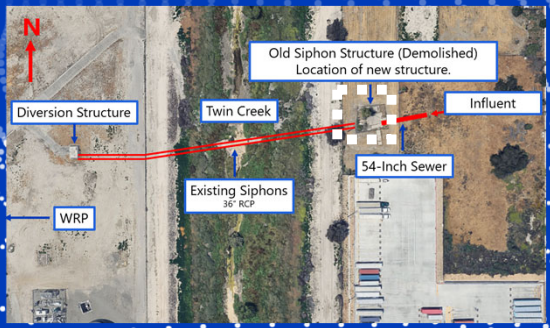 N
Old Siphon Structure (Demolished)
Location of new structure.
Diversion Structure
Twin Creek
Influent
Existing Siphons
36" RCP
54-Inch Sewer
WRP